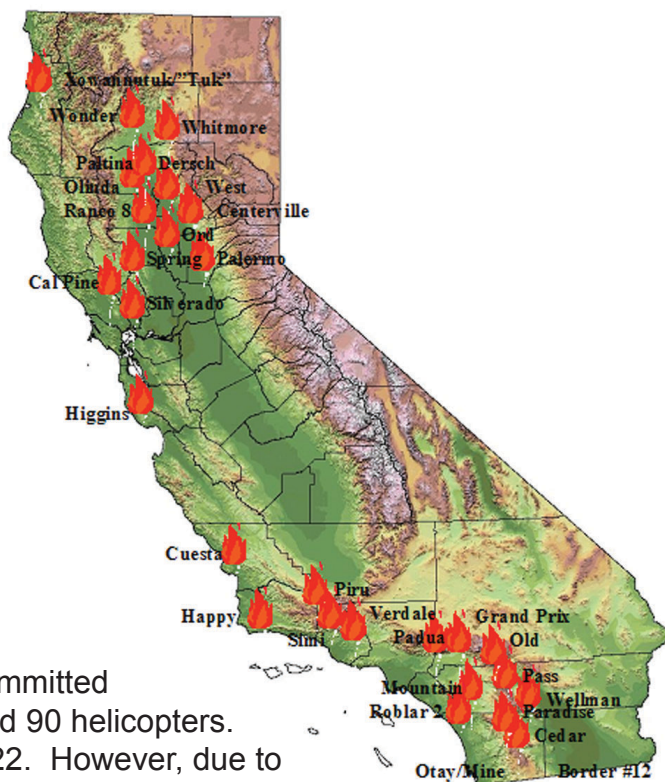 Xowannutuk/"Tuk"
Wonder
Whitmore
Paltina Dersch
Olinda West
Ranco 8 Centerville
Ord
Spring Palermo
Cal Pine
Silverado
Higgins
Cuesta
Piru
Happy Verdale Grand Prix
Simi Padua Old
Pass
Mountain Wellman
Roblar 2 Paradise
Cedar
Otay/Mine Border #12
mmitted
d 90 helicopters.
22. However, due to